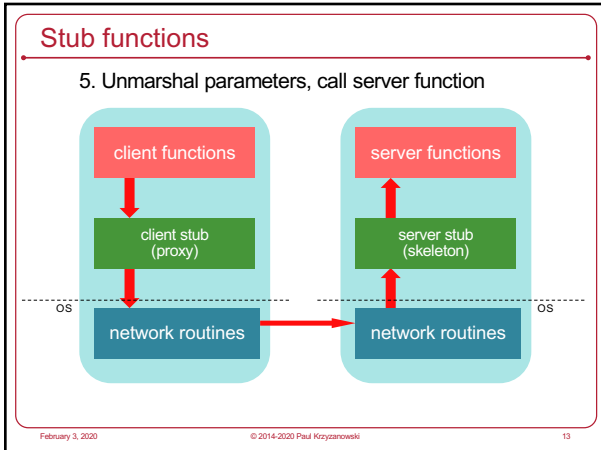 Stub functions
5. Unmarshal parameters, call server function
client functions
server functions
client stub
(proxy)
server stub
(skeleton)
OS
OS
network routines
network routines
February 3, 2020
© 2014-2020 Paul Krzyzanowski
13